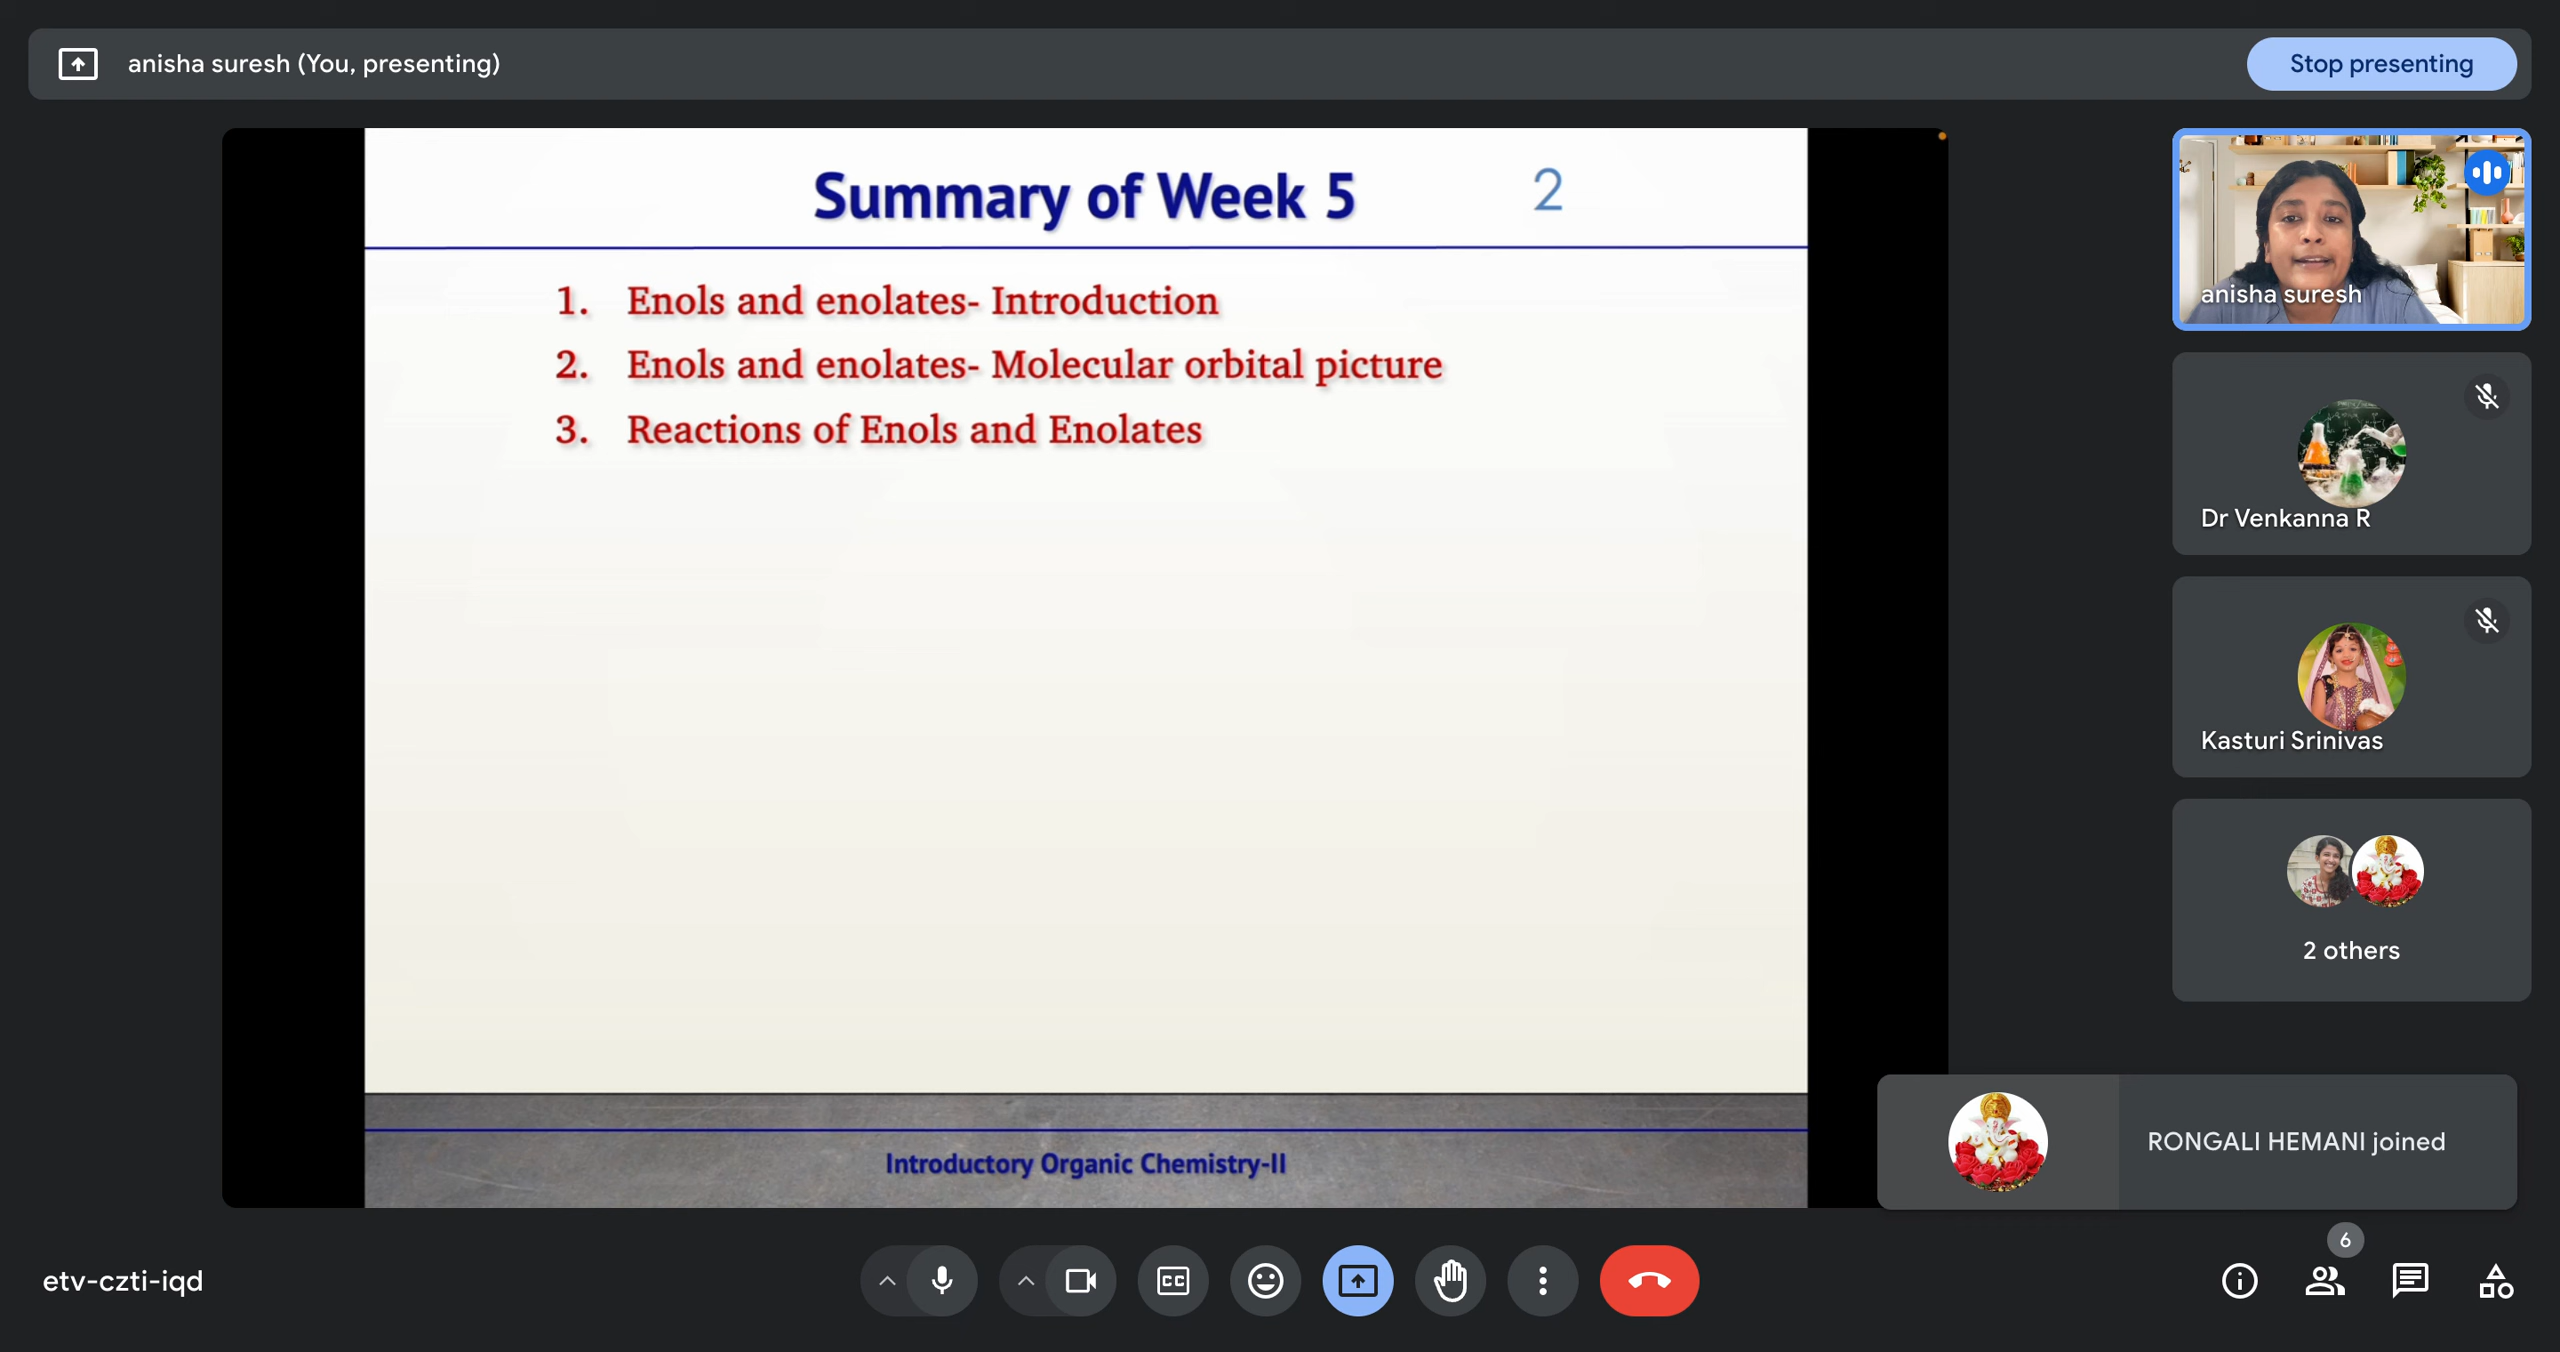 anisha suresh (You, presenting)
Stop presenting
Summary of Week 5
2
1. Enols and enolates- Introduction
2. Enols and enolates- Molecular orbital picture
3. Reactions of Enols and Enolates
Introductory Organic Chemistry-II
anisha suresh
Dr Venkanna R
Kasturi Srinivas
2 others
RONGALI HEMANI joined
etv-czti-iqd
CC
6